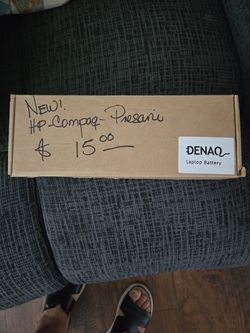 NEW!
HP-Compaq-Presario
$ 15.00
DENAQ
Laptop Battery